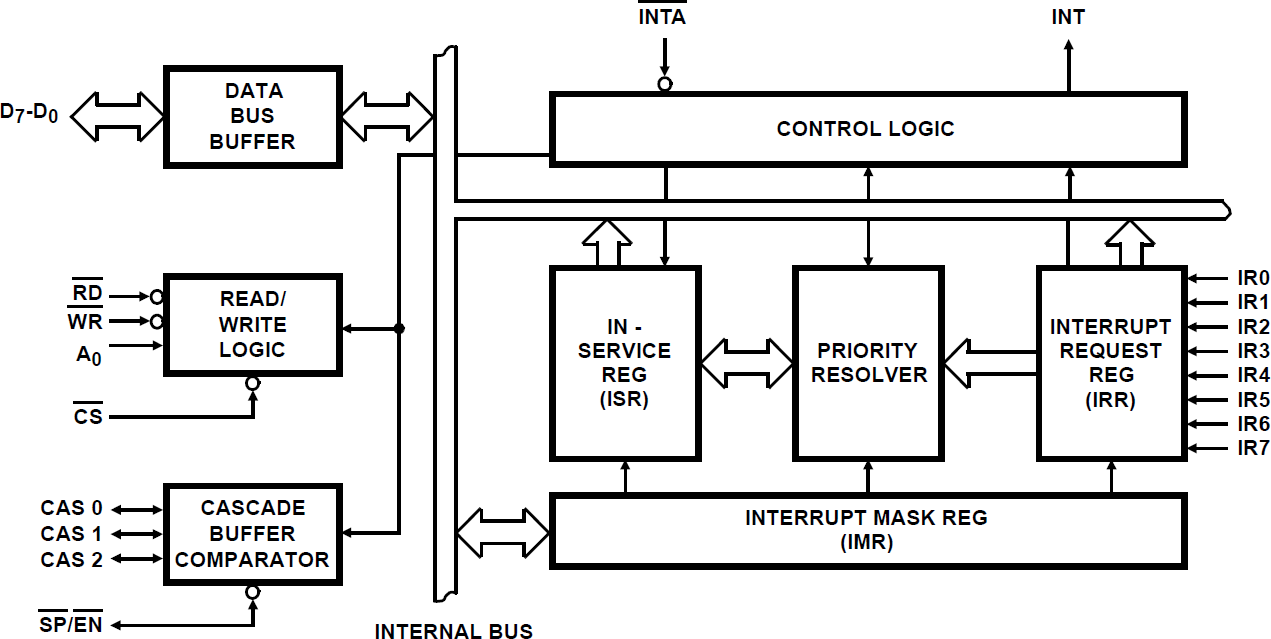 INTA
INT
D7-D0
DATA
BUS
BUFFER
CONTROL LOGIC
RD
WR
A0
CS
READ/
WRITE
LOGIC
IN -
SERVICE
REG
(ISR)
PRIORITY
RESOLVER
INTERRUPT
REQUEST
REG
(IRR)
IR0
IR1
IR2
IR3
IR4
IR5
IR6
IR7
CAS 0
CAS 1
CAS 2
CASCADE
BUFFER
COMPARATOR
SP/EN
INTERRUPT MASK REG
(IMR)
INTERNAL BUS